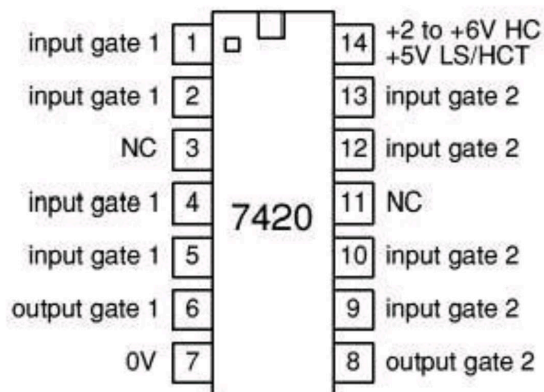 input gate 1 1
input gate 1 2
NC 3
input gate 1 4
input gate 1 5
output gate 1 6
0V 7
7420
14 +2 to +6V HC
+5V LS/HCT
13 input gate 2
12 input gate 2
11 NC
10 input gate 2
9 input gate 2
8 output gate 2